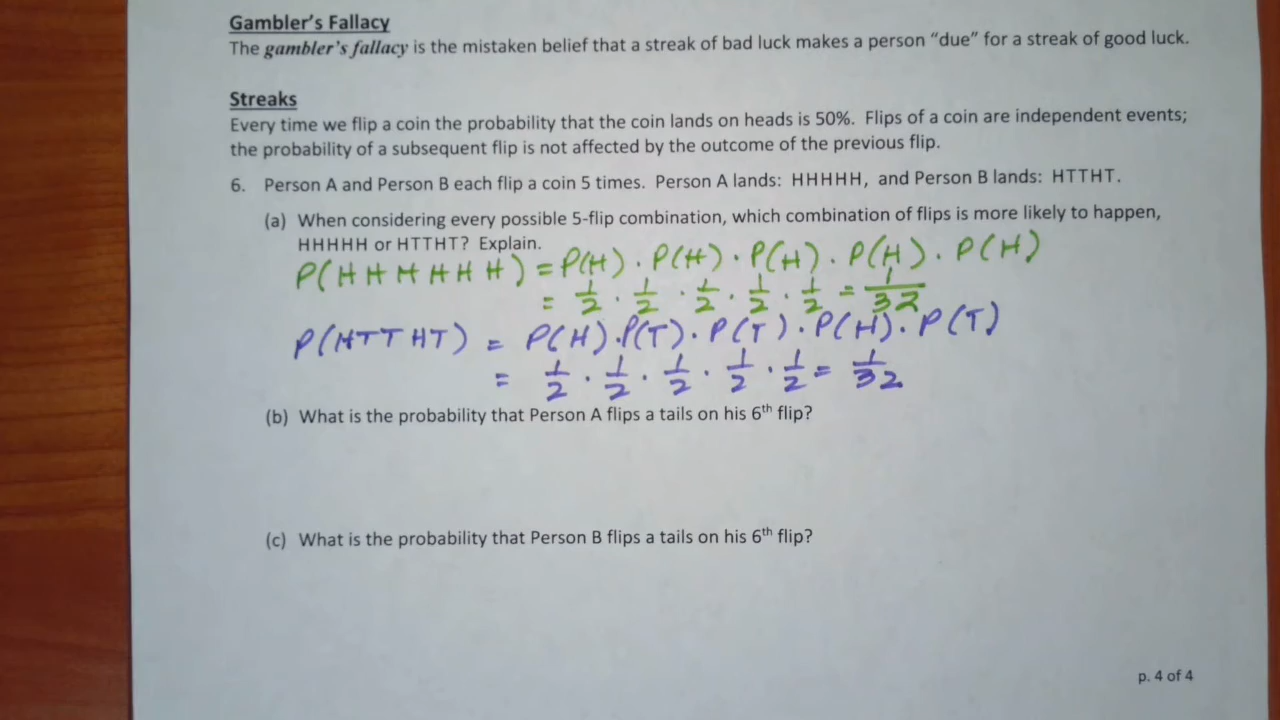 Gambler's Fallacy
The gambler's fallacy is the mistaken belief that a streak of bad luck makes a person “due” for a streak of good luck.
Streaks
Every time we flip a coin the probability that the coin lands on heads is 50%. Flips of a coin are independent events;
the probability of a subsequent flip is not affected by the outcome of the previous flip.
6. Person A and Person B each flip a coin 5 times. Person A lands: HHHHH, and Person B lands: HTTHT.
(a) When considering every possible 5-flip combination, which combination of flips is more likely to happen,
HHHHH or HTTHT? Explain.
P(HHHHHH) = P(H) · P(H) · P(H) · P(H) · P(H)
= 1/2 · 1/2 · 1/2 · 1/2 · 1/2 = 1/32
P(HTTHT) = P(H) · P(T) · P(T) · P(H) · P(T)
= 1/2 · 1/2 · 1/2 · 1/2 · 1/2 = 1/32
(b) What is the probability that Person A flips a tails on his 6th flip?
(c) What is the probability that Person B flips a tails on his 6th flip?
p. 4 of 4